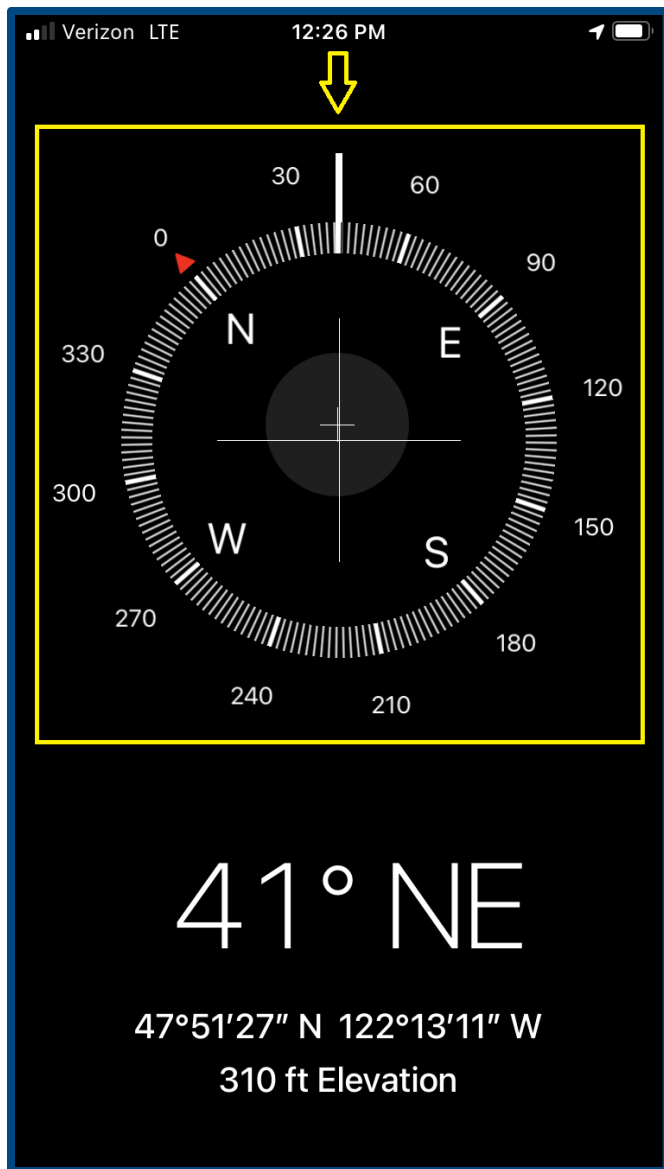 Verizon LTE 12:26 PM
30 60
0 90
N E
330 120
300 150
W S
270 180
240 210
41° NE
47°51′27″ N 122°13′11″ W
310 ft Elevation